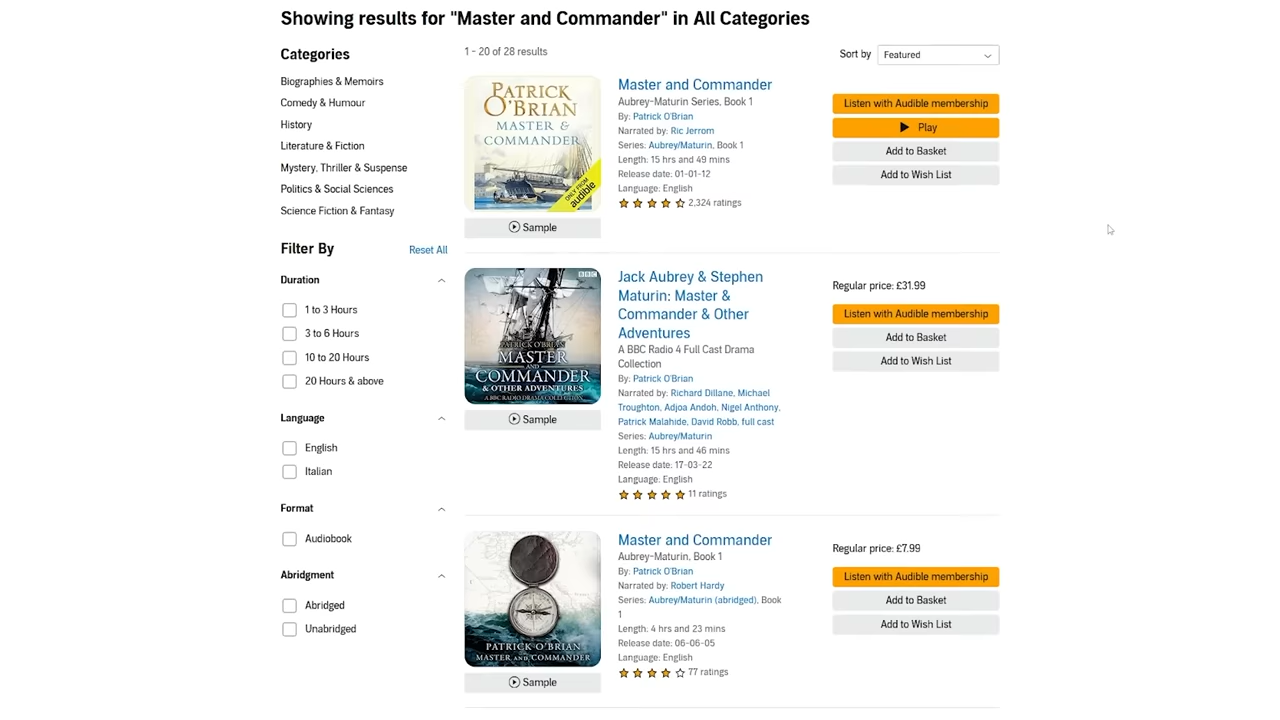 Showing results for "Master and Commander" in All Categories
Categories
Biographies & Memoirs
Comedy & Humour
History
Literature & Fiction
Mystery, Thriller & Suspense
Politics & Social Sciences
Science Fiction & Fantasy
Filter By
Reset All
Duration
1 to 3 Hours
3 to 6 Hours
10 to 20 Hours
20 Hours & above
Language
English
Italian
Format
Audiobook
Abridgment
Abridged
Unabridged
1 - 20 of 28 results
Sort by
Featured
PATRICK
O'BRIAN
MASTER &
COMMANDER
ONLY FROM
audible
Sample
Master and Commander
Aubrey-Maturin Series, Book 1
By: Patrick O'Brian
Narrated by: Ric Jerrom
Series: Aubrey/Maturin, Book 1
Length: 15 hrs and 49 mins
Release date: 01-01-12
Language: English
2,324 ratings
Listen with Audible membership
Play
Add to Basket
Add to Wish List
BBC
PATRICK O'BRIAN
MASTER
AND
COMMANDER
& OTHER ADVENTURES
A BBC RADIO DRAMA COLLECTION
Sample
Jack Aubrey & Stephen
Maturin: Master &
Commander & Other
Adventures
A BBC Radio 4 Full Cast Drama
Collection
By: Patrick O'Brian
Narrated by: Richard Dillane, Michael
Troughton, Adjoa Andoh, Nigel Anthony,
Patrick Malahide, David Robb, full cast
Series: Aubrey/Maturin
Length: 15 hrs and 46 mins
Release date: 17-03-22
Language: English
11 ratings
Regular price: £31.99
Listen with Audible membership
Add to Basket
Add to Wish List
PATRICK O'BRIAN
MASTER AND COMMANDER
Sample
Master and Commander
Aubrey-Maturin, Book 1
By: Patrick O'Brian
Narrated by: Robert Hardy
Series: Aubrey/Maturin (abridged), Book
1
Length: 4 hrs and 23 mins
Release date: 06-06-05
Language: English
77 ratings
Regular price: £7.99
Listen with Audible membership
Add to Basket
Add to Wish List